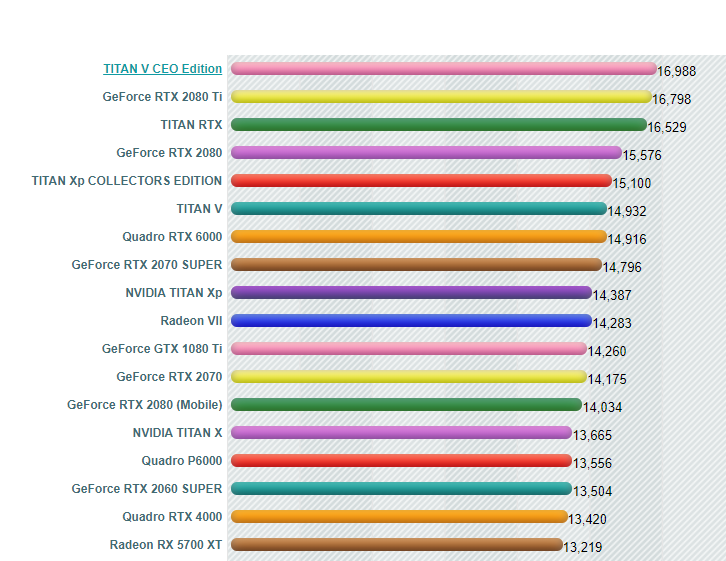 TITAN V CEO Edition 16,988
GeForce RTX 2080 Ti 16,798
TITAN RTX 16,529
GeForce RTX 2080 15,576
TITAN Xp COLLECTORS EDITION 15,100
TITAN V 14,932
Quadro RTX 6000 14,916
GeForce RTX 2070 SUPER 14,796
NVIDIA TITAN Xp 14,387
Radeon VII 14,283
GeForce GTX 1080 Ti 14,260
GeForce RTX 2070 14,175
GeForce RTX 2080 (Mobile) 14,034
NVIDIA TITAN X 13,665
Quadro P6000 13,556
GeForce RTX 2060 SUPER 13,504
Quadro RTX 4000 13,420
Radeon RX 5700 XT 13,219